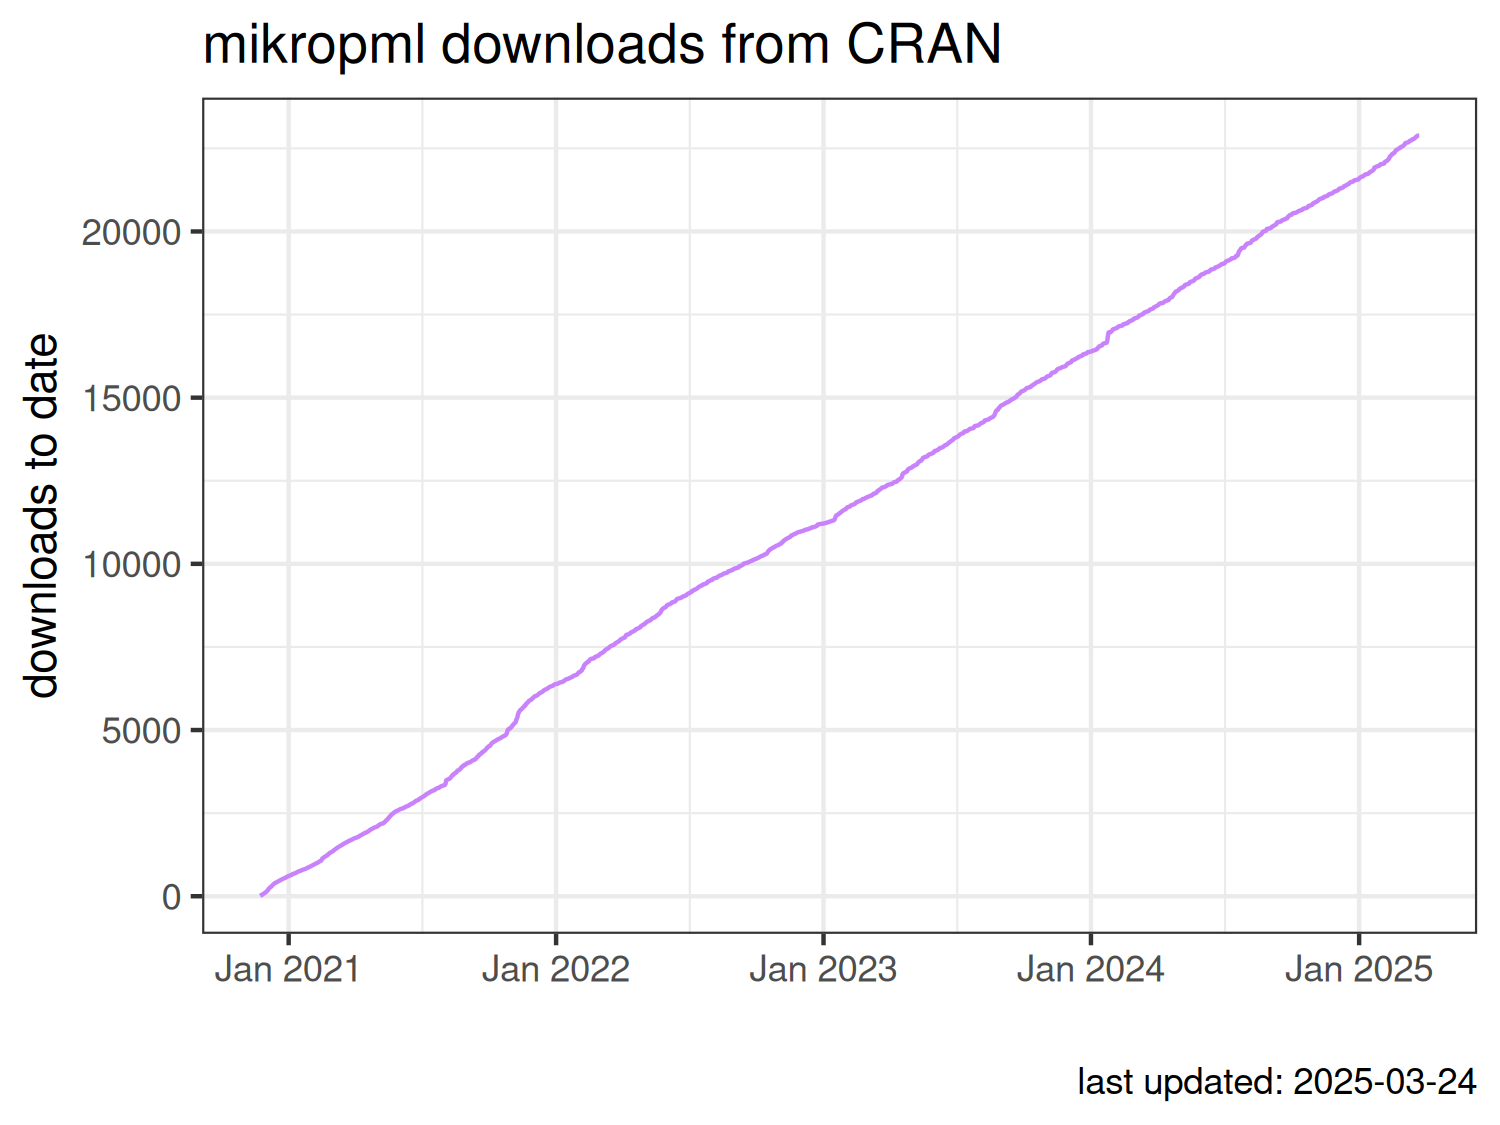 mikropml downloads from CRAN
downloads to date
20000
15000
10000
5000
0
Jan 2021
Jan 2022
Jan 2023
Jan 2024
Jan 2025
last updated: 2025-03-24